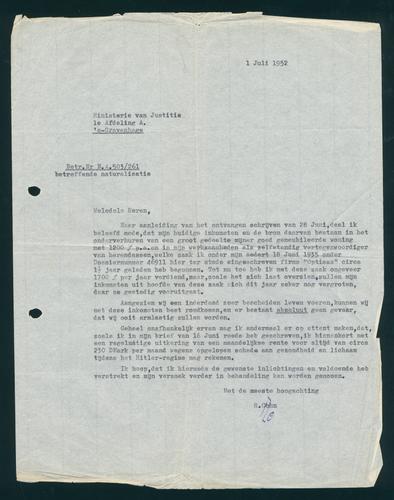 1 Juli 1952
Ministerie van Justitie
1e Afdeling A.
's-Gravenhage
Betr.Nr N.4.503/261
betreffende naturalisatie
Weledele Heren,
Naar aanleiding van het ontvangen schrijven van 28 Juni, deel ik
beleefd mede, dat mijn huidige inkomsten en de bron daarvan bestaan in het
onderverhuren van een groot gedeelte mijner goed gemeubileerde woning
met 1200 / p.a. en in mijn werkzaamheden als zelfstandig vertegenwoordiger
van herendassen, welke zaak ik onder mijn sedert 18 Juni 1935 onder
Dossiernummer 46911 hier ter stede ingeschreven firma "Optimas" circa
1½ jaar geleden heb begonnen. Tot nu toe heb ik met deze zaak ongeveer
1700 / per jaar verdiend, maar, zoals het zich laat overzien, zullen mijn
inkomsten uit hoofde van deze zaak zich dit jaar zeker nog vergroten,
daar ze gestadig vooruitgaat.
Aangezien wij een inderdaad zeer bescheiden leven voeren, kunnen wij
met deze inkomsten best rondkomen, en er bestaat absoluut geen gevaar,
dat wij ooit armlastig zullen worden.
Geheel onafhankelijk ervan mag ik andermaal er op attent maken, dat,
zoals ik in mijn brief van 16 Juni reeds heb geschreven, ik binnenkort met
een regelmatige uitkering van een maandelijkse rente voor altijd van circa
230 DMark per maand wegens opgelopen schade aan gezondheid en lichaam
tijdens het Hitler-regime mag rekenen.
Ik hoop, dat ik hiermede de gewenste inlichtingen en voldoende heb
verstrekt en mijn verzoek verder in behandeling kan worden genomen.
Met de meeste hoogachting